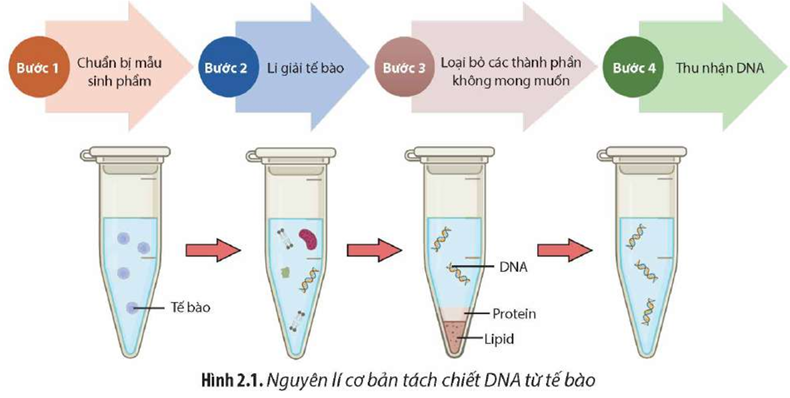 Bước 1
Chuẩn bị mẫu
sinh phẩm
Bước 2
Li giải tế bào
Bước 3
Loại bỏ các thành phần
không mong muốn
Bước 4
Thu nhận DNA
Tế bào
DNA
Protein
Lipid
Hình 2.1. Nguyên lí cơ bản tách chiết DNA từ tế bào